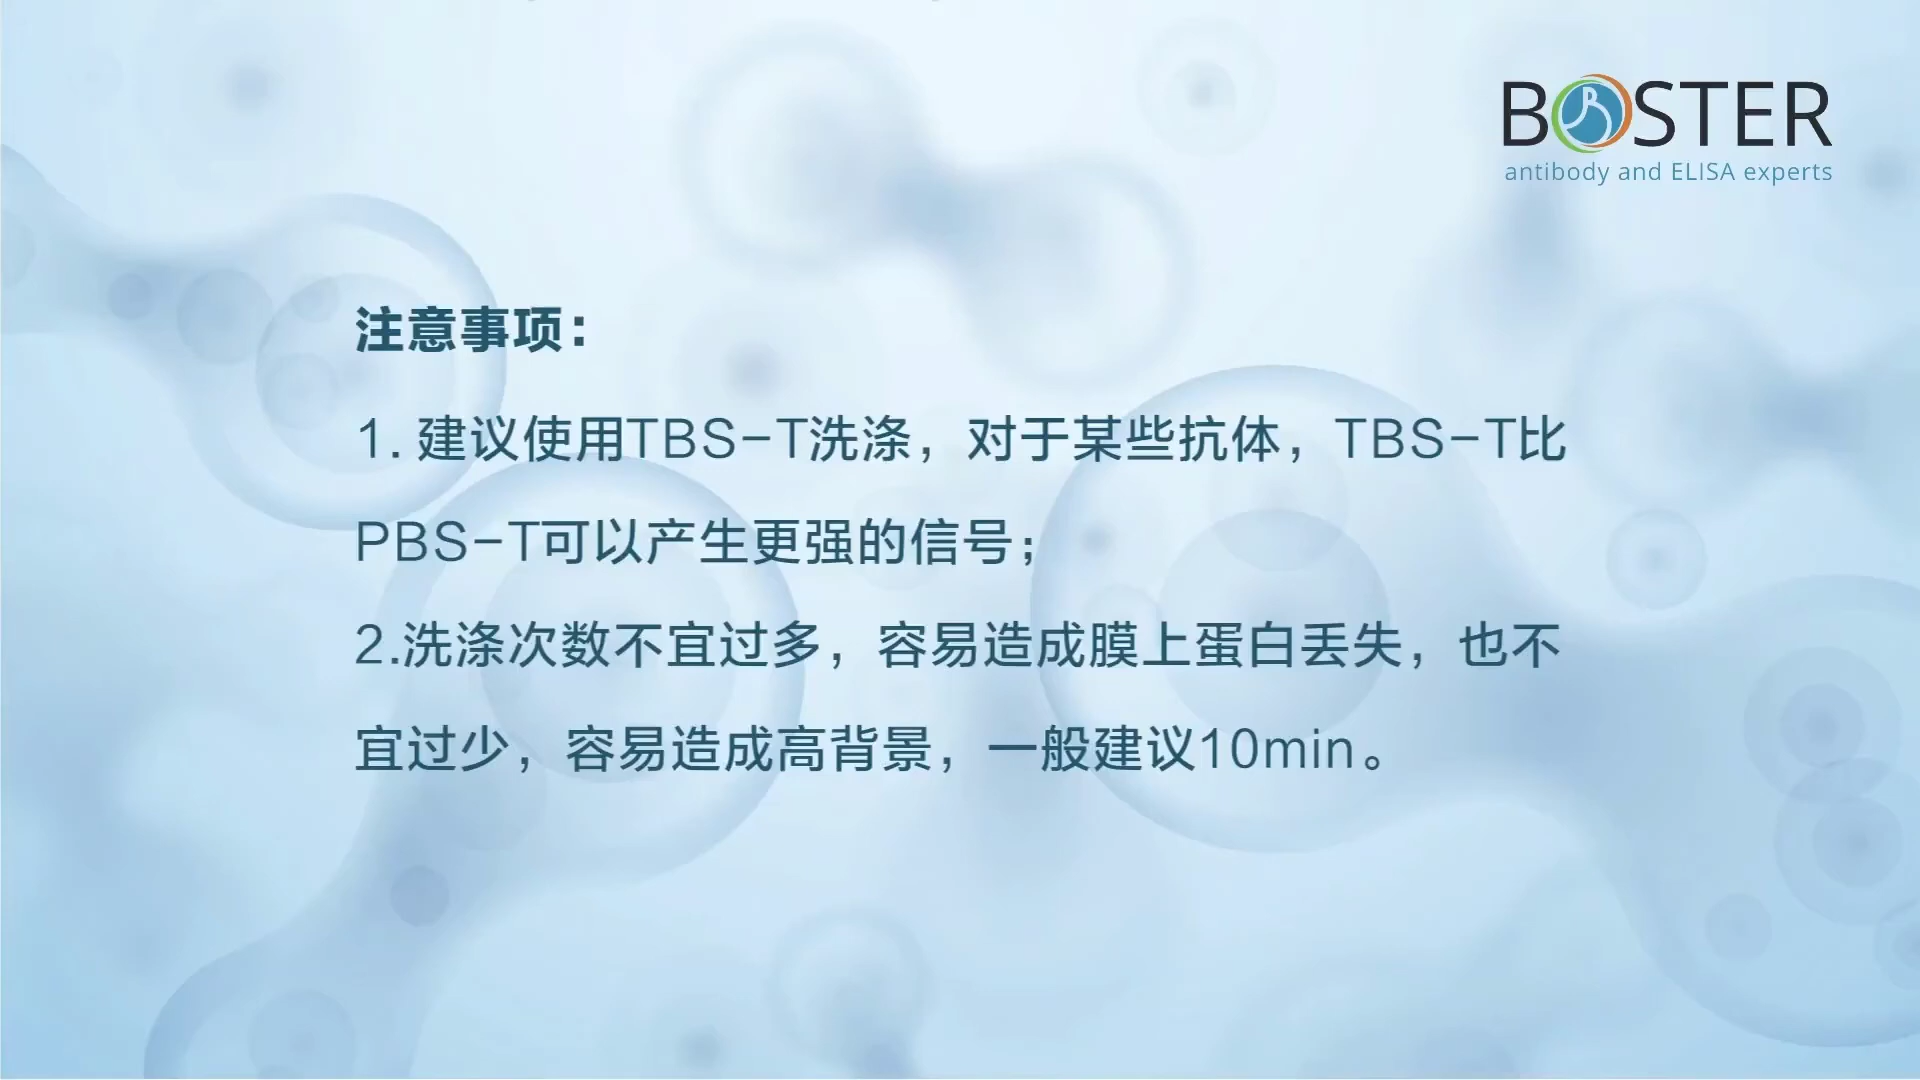 BOSTER
antibody and ELISA experts
注意事项：
1. 建议使用TBS-T洗涤，对于某些抗体，TBS-T比
PBS-T可以产生更强的信号；
2.洗涤次数不宜过多，容易造成膜上蛋白丢失，也不
宜过少，容易造成高背景，一般建议10min。